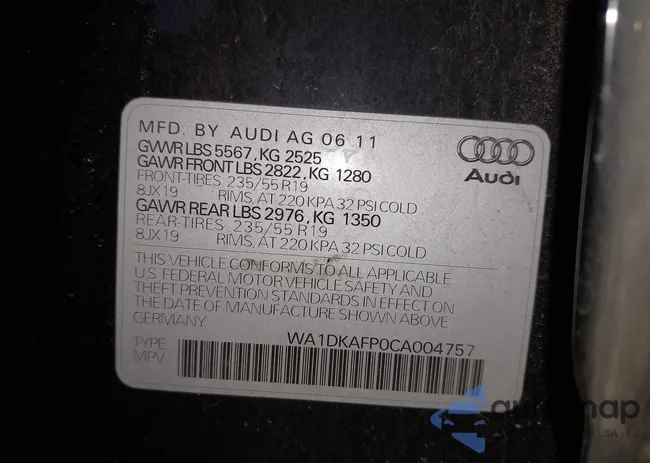 MFD. BY AUDI AG 06 11
GVWR LBS 5567, KG 2525
GAWR FRONT LBS 2822, KG 1280
FRONT-TIRES 235/55 R19
8JX19 RIMS, AT 220 KPA 32 PSI COLD
GAWR REAR LBS 2976, KG 1350
REAR-TIRES 235/55 R19
8JX19 RIMS, AT 220 KPA 32 PSI COLD
THIS VEHICLE CONFORMS TO ALL APPLICABLE
U.S. FEDERAL MOTOR VEHICLE SAFETY AND
THEFT PREVENTION STANDARDS IN EFFECT ON
THE DATE OF MANUFACTURE SHOWN ABOVE
GERMANY
TYPE WA1DKAFP0CA004757
MPV
Audi
USA - EU